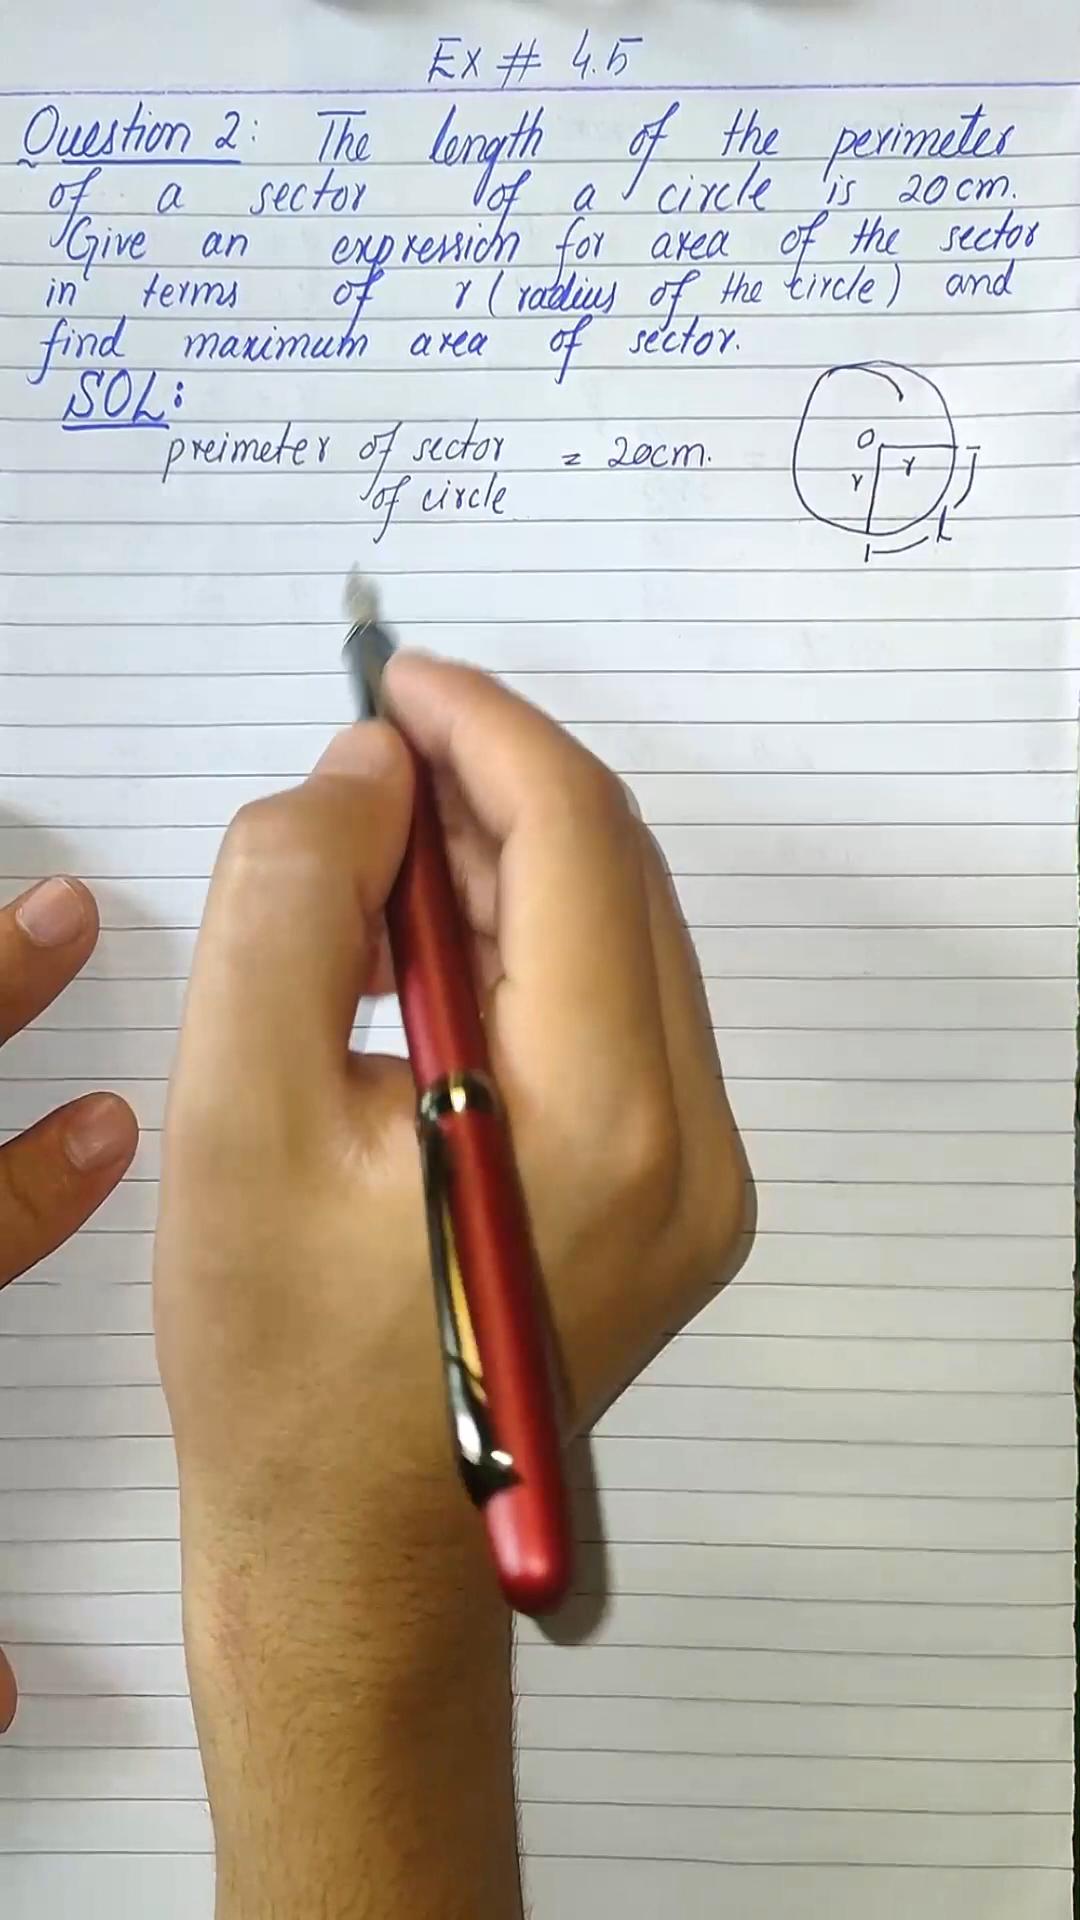 Ex # 4.5
Question 2: The length of the perimeter
of a sector of a circle is 20cm.
Give an expression for area of the sector
in terms of r (radius of the circle) and
find maximum area of sector.
SOL:
preimeter of sector = 20cm.
of circle
O
r
r
L